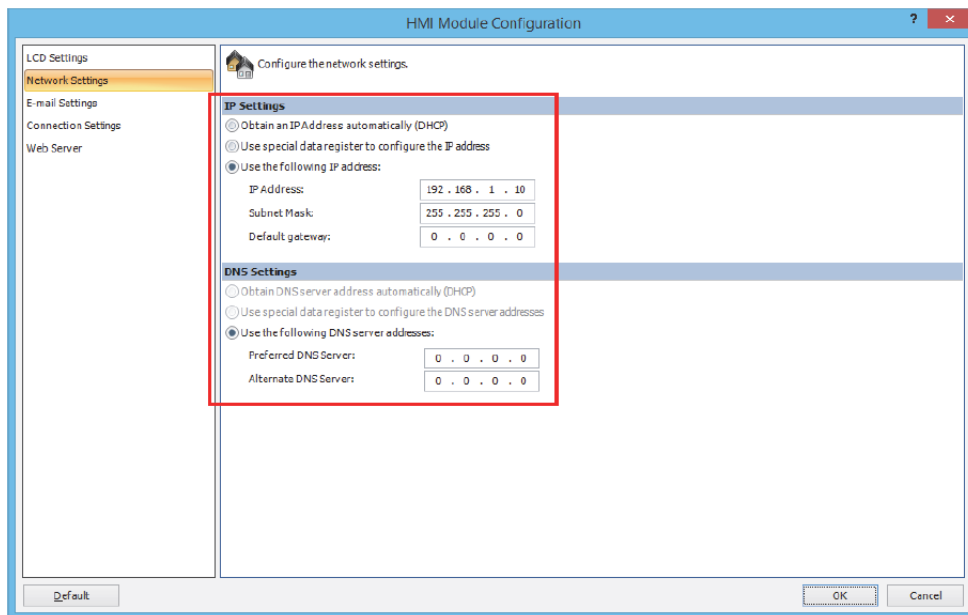 HMI Module Configuration
? ×
LCD Settings
Network Settings
E-mail Settings
Connection Settings
Web Server
Configure the network settings.
IP Settings
Obtain an IP Address automatically (DHCP)
Use special data register to configure the IP address
Use the following IP address:
IP Address: 192 . 168 . 1 . 10
Subnet Mask: 255 . 255 . 255 . 0
Default gateway: 0 . 0 . 0 . 0
DNS Settings
Obtain DNS server address automatically (DHCP)
Use special data register to configure the DNS server addresses
Use the following DNS server addresses:
Preferred DNS Server: 0 . 0 . 0 . 0
Alternate DNS Server: 0 . 0 . 0 . 0
Default OK Cancel